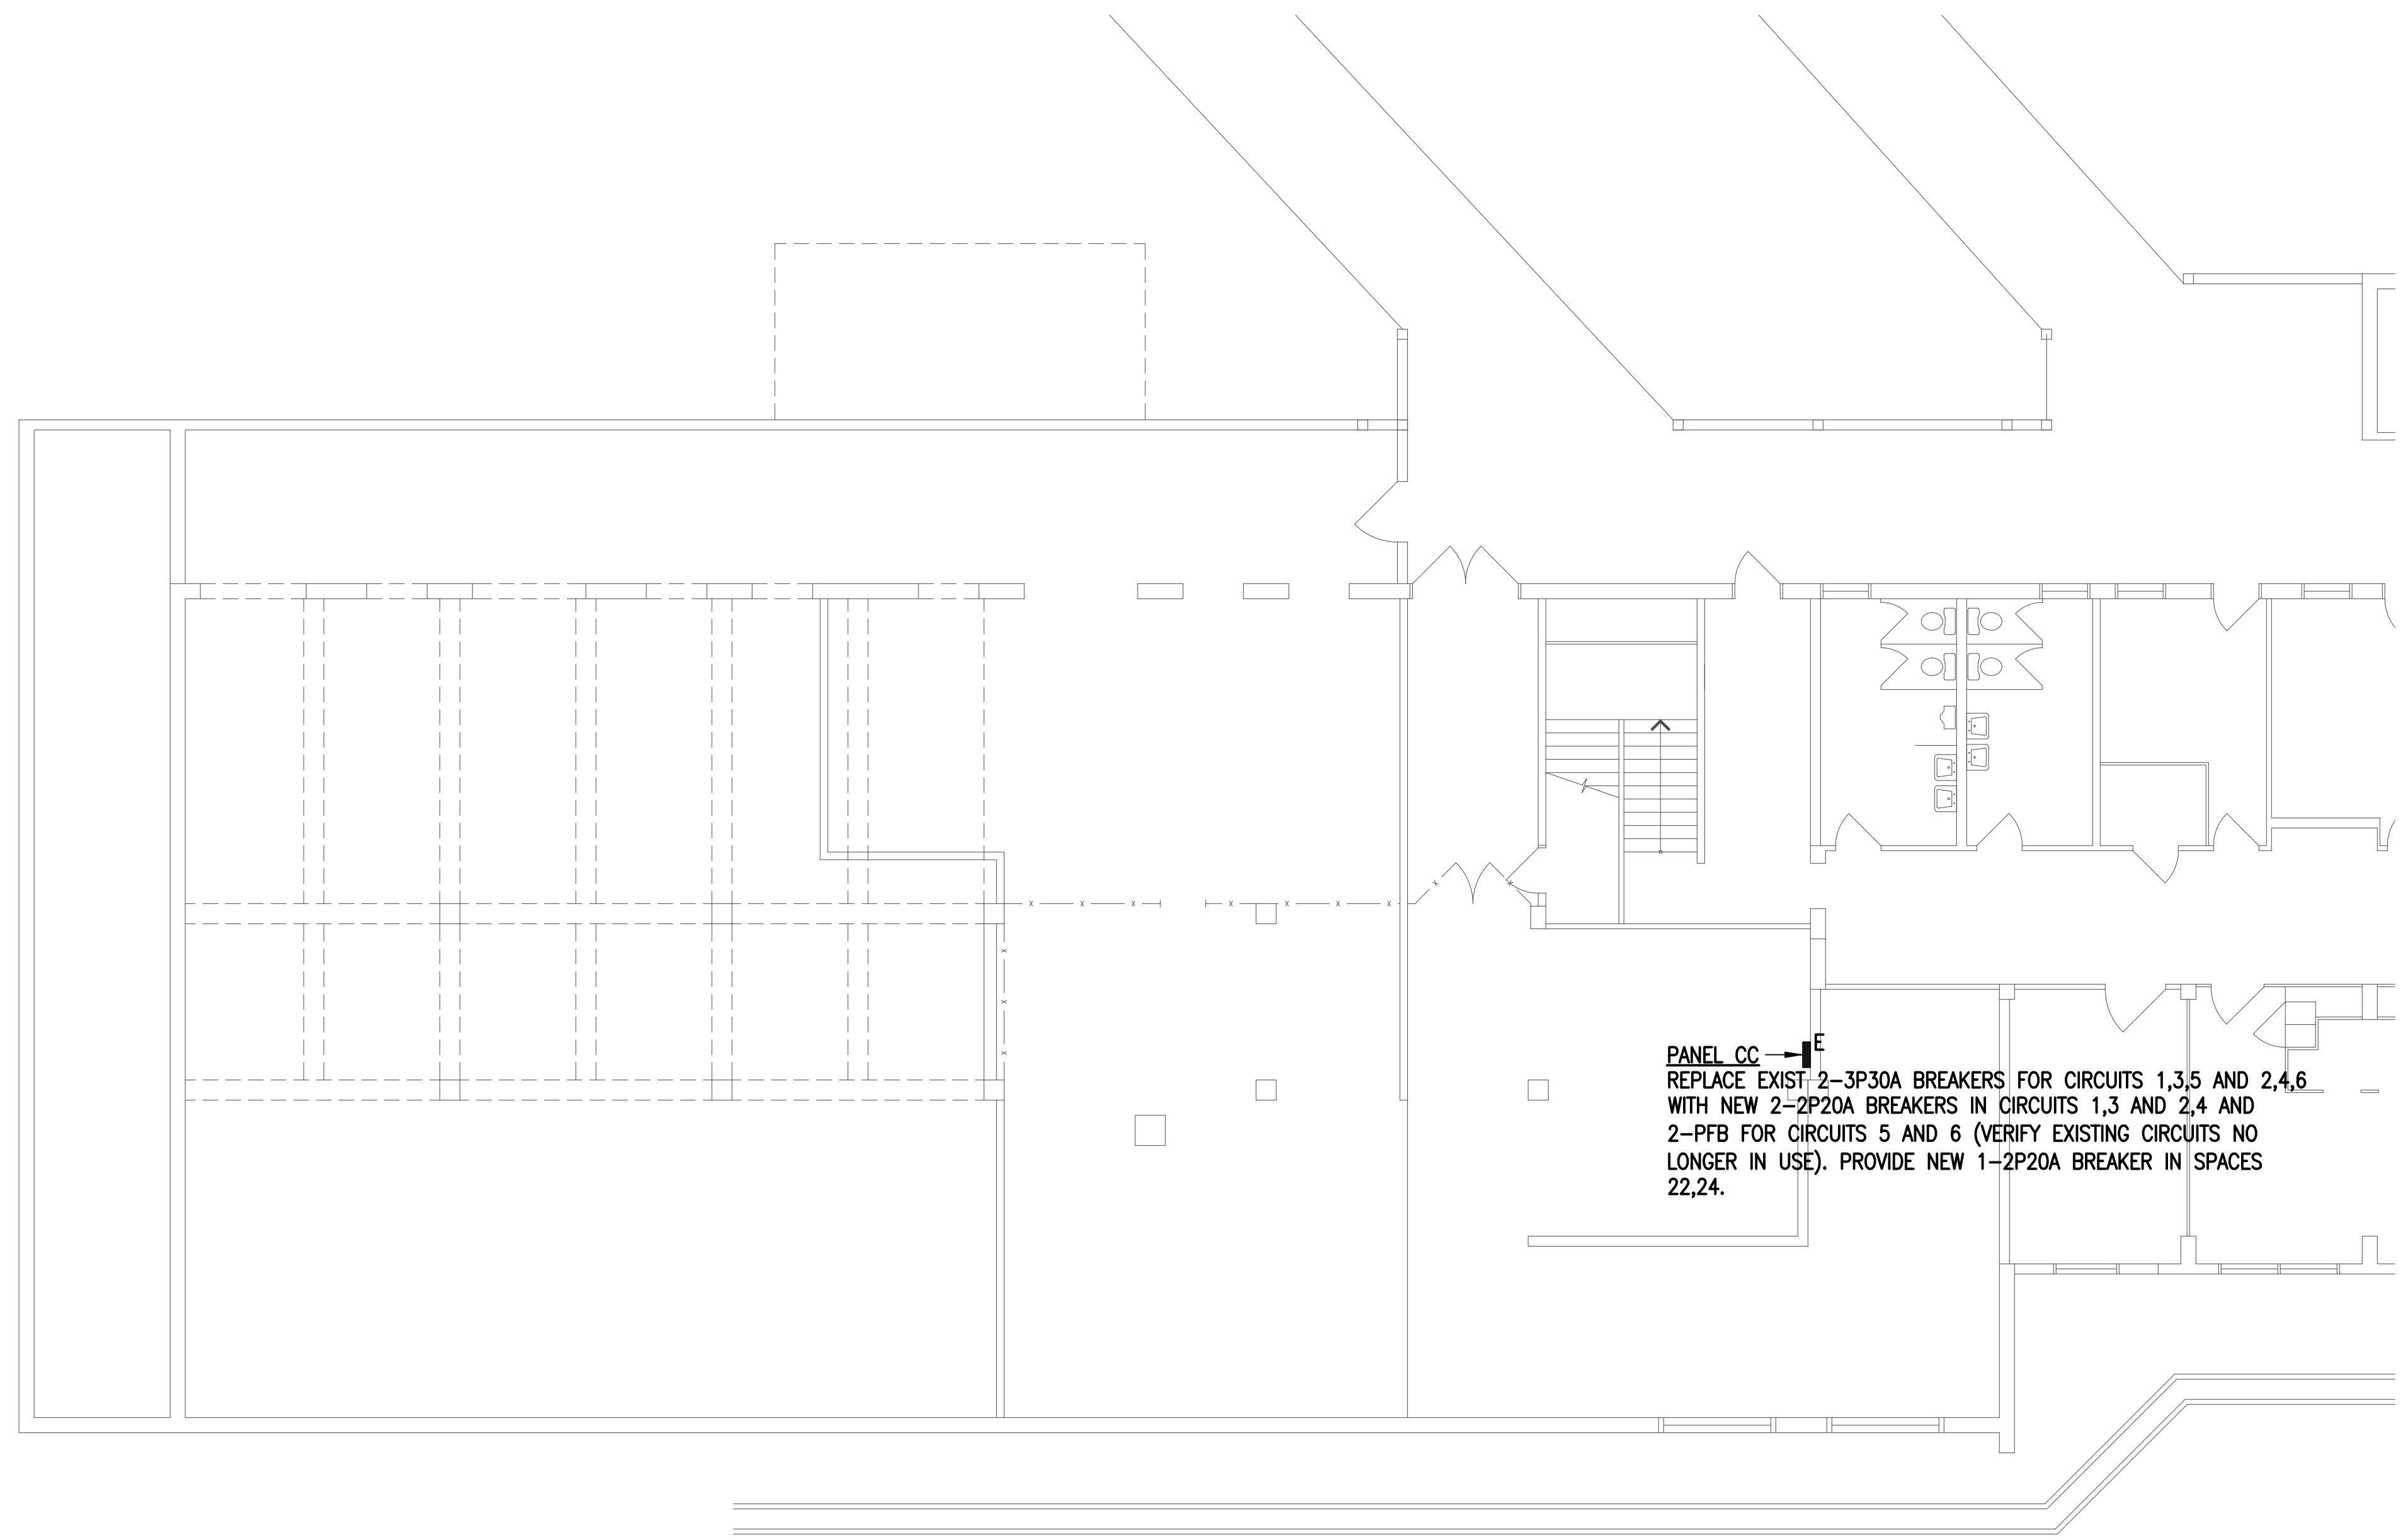 E
PANEL CC
REPLACE EXIST 2-3P30A BREAKERS FOR CIRCUITS 1,3,5 AND 2,4,6
WITH NEW 2-2P20A BREAKERS IN CIRCUITS 1,3 AND 2,4 AND
2-PFB FOR CIRCUITS 5 AND 6 (VERIFY EXISTING CIRCUITS NO
LONGER IN USE). PROVIDE NEW 1-2P20A BREAKER IN SPACES
22,24.